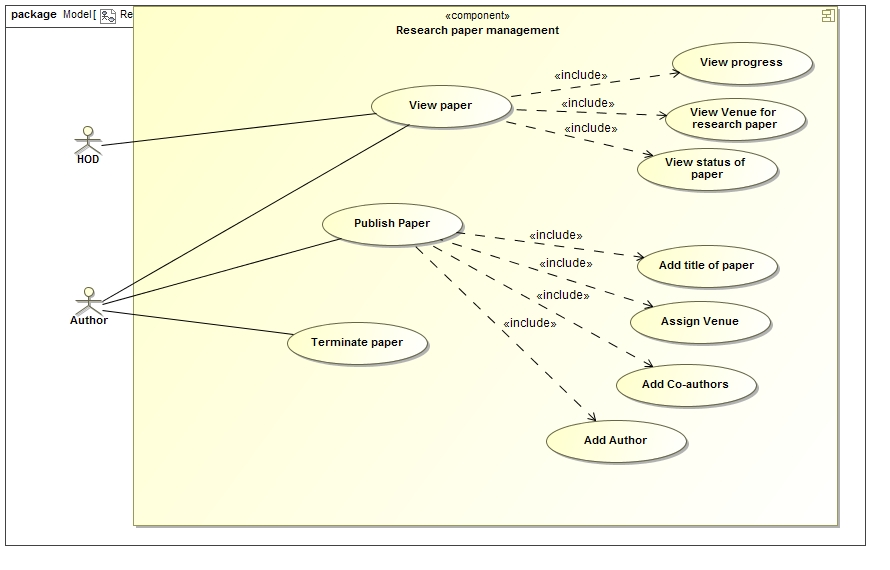 package Model[ Re
«component»
Research paper management
View progress
«include»
View paper
«include»
View Venue for
research paper
«include»
View status of
paper
HOD
Publish Paper
«include»
Add title of paper
«include»
Author
«include»
Assign Venue
«include»
Terminate paper
Add Co-authors
Add Author